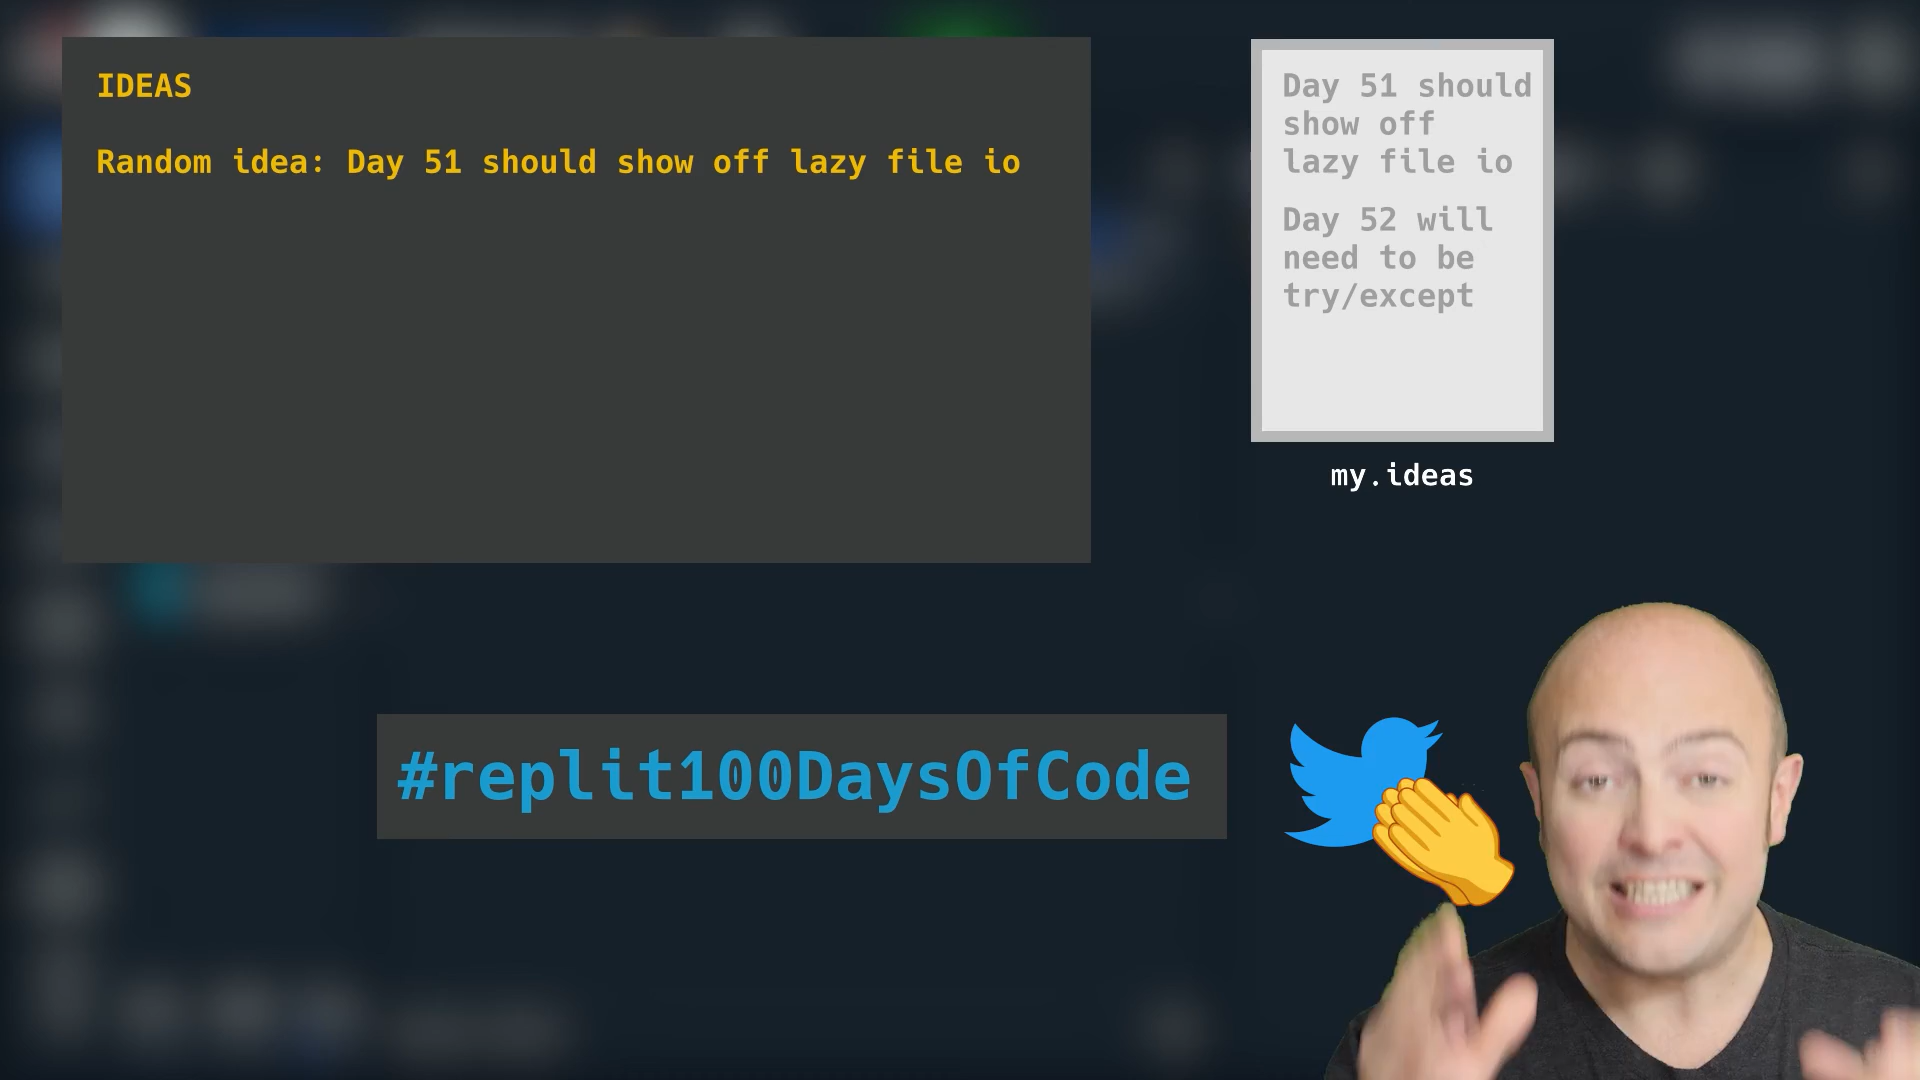 IDEAS
Random idea: Day 51 should show off lazy file io
Day 51 should
show off
lazy file io
Day 52 will
need to be
try/except
my.ideas
#replit100DaysOfCode